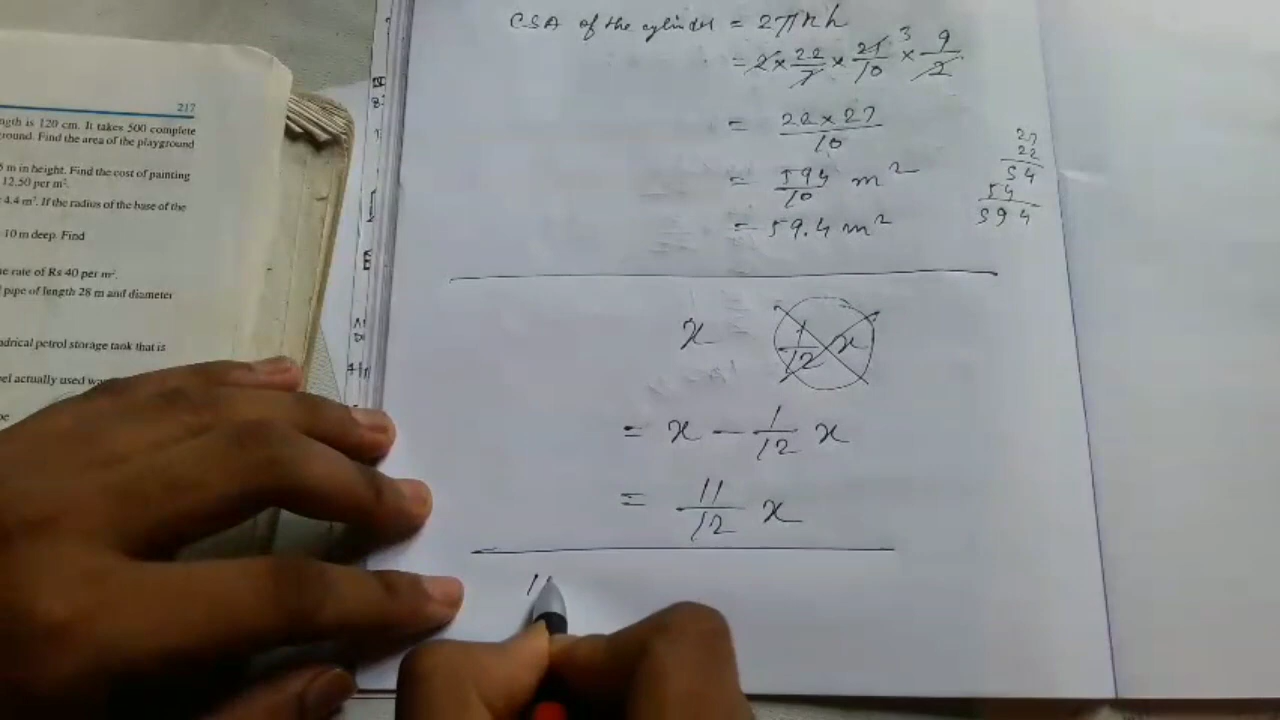 217
ngth is 120 cm. It takes 500 complete
round. Find the area of the playground
m in height. Find the cost of painting
12.50 per m².
4.4 m². If the radius of the base of the
10 m deep. Find
e rate of Rs 40 per m².
pipe of length 28 m and diameter
ndrical petrol storage tank that is
el actually used wa
CSA of the cylinder = 2πrh
= 2 × 22/7 × 21/10 3 × 9/2
= 22 × 27/10
= 594/10 m²
= 59.4 m²
27
22
54
54
594
x 1/12 x
= x - 1/12 x
= 11/12 x
11